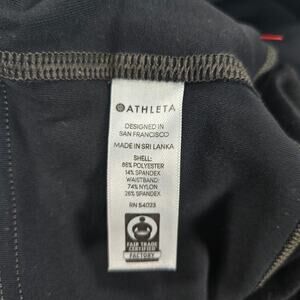 ATHLETA
DESIGNED IN
SAN FRANCISCO
MADE IN SRI LANKA
SHELL:
86% POLYESTER
14% SPANDEX
WAISTBAND:
74% NYLON
26% SPANDEX
RN 54023
FAIR TRADE
CERTIFIED
FACTORY